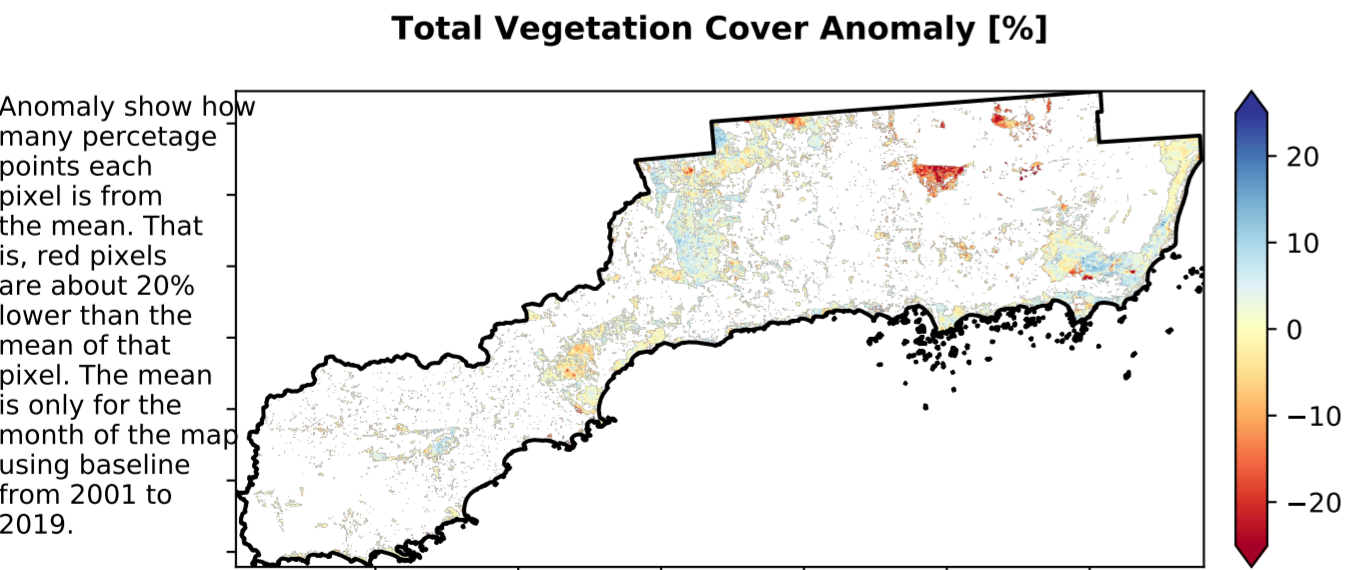 Total Vegetation Cover Anomaly [%]
Anomaly show how
many percetage
points each
pixel is from
the mean. That
is, red pixels
are about 20%
lower than the
mean of that
pixel. The mean
is only for the
month of the map
using baseline
from 2001 to
2019.
20
10
0
−10
−20